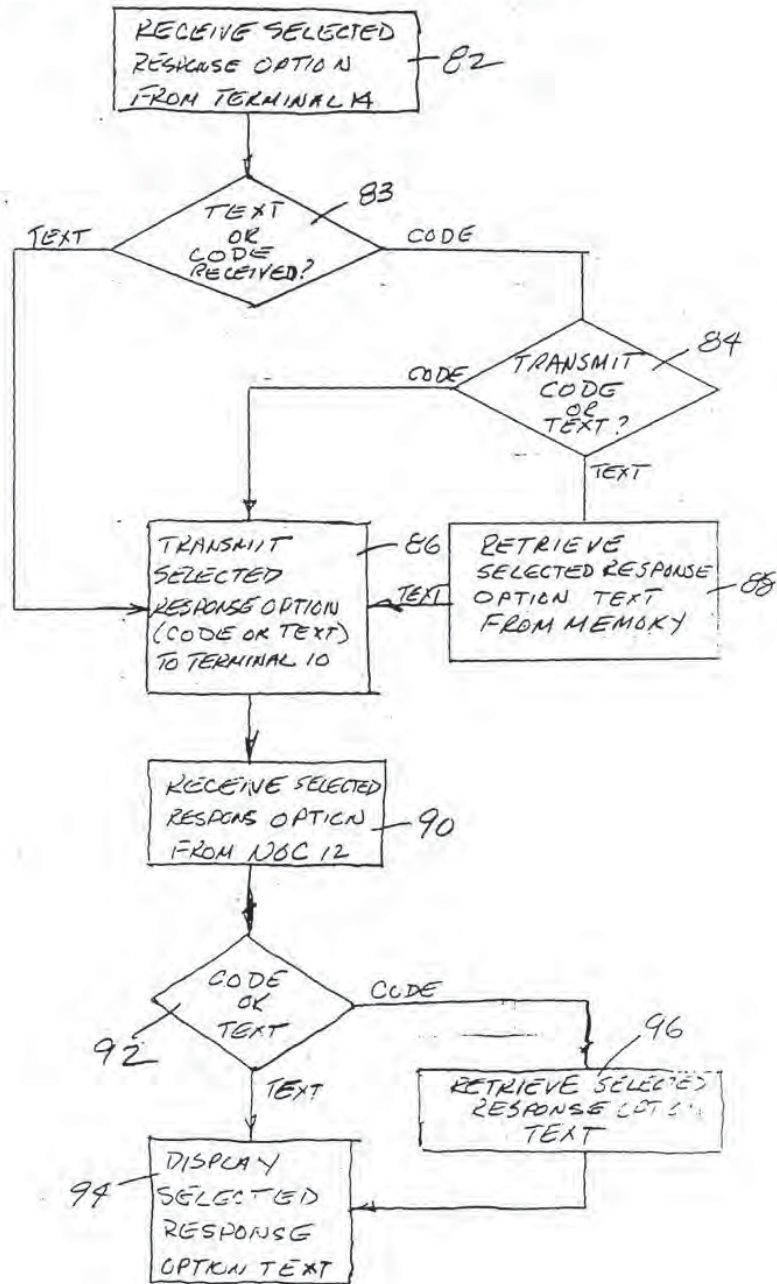 RECEIVE SELECTED
RESPONSE OPTION
FROM TERMINAL 14
82
TEXT
OR
CODE
RECEIVED?
83
TEXT
CODE
TRANSMIT
CODE
OR
TEXT?
84
CODE
TEXT
TRANSMIT
SELECTED
RESPONSE OPTION
(CODE OR TEXT)
TO TERMINAL 10
86
TEXT
RETRIEVE
SELECTED RESPONSE
OPTION TEXT
FROM MEMORY
88
RECEIVE SELECTED
RESPONS OPTION
FROM NOC 12
90
CODE
OR
TEXT
92
CODE
TEXT
96
RETRIEVE SELECTED
RESPONSE OPTION
TEXT
DISPLAY
SELECTED
RESPONSE
OPTION TEXT
94